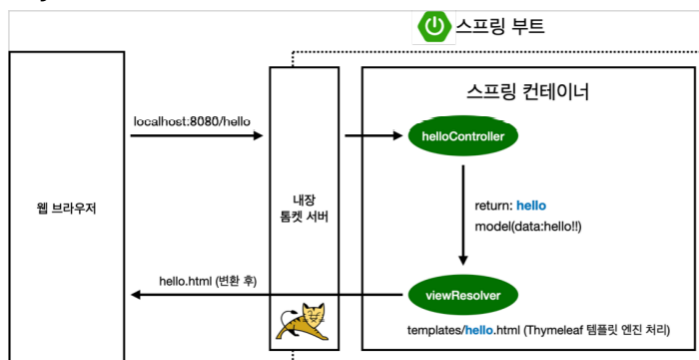 스프링 부트
스프링 컨테이너
localhost:8080/hello
helloController
웹 브라우저
내장
톰켓 서버
return: hello
model(data:hello!!)
hello.html (변환 후)
viewResolver
templates/hello.html (Thymeleaf 템플릿 엔진 처리)